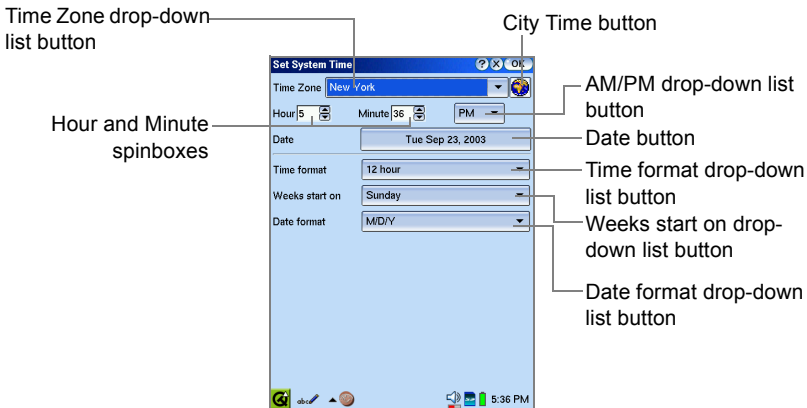 Time Zone drop-down
list button
City Time button
Set System Time
? X OK
Time Zone New York
AM/PM drop-down list
button
Hour 5 Minute 36 PM
Hour and Minute
spinboxes
Date Tue Sep 23, 2003
Date button
Time format 12 hour
Time format drop-down
list button
Weeks start on Sunday
Weeks start on drop-
down list button
Date format M/D/Y
Date format drop-down
list button
abc 5:36 PM